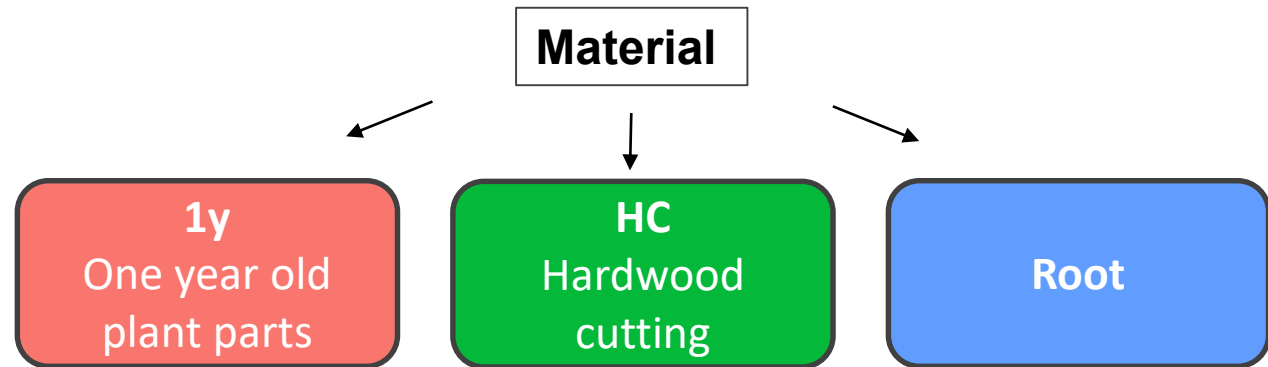 Material
1y
One year old
plant parts
HC
Hardwood
cutting
Root